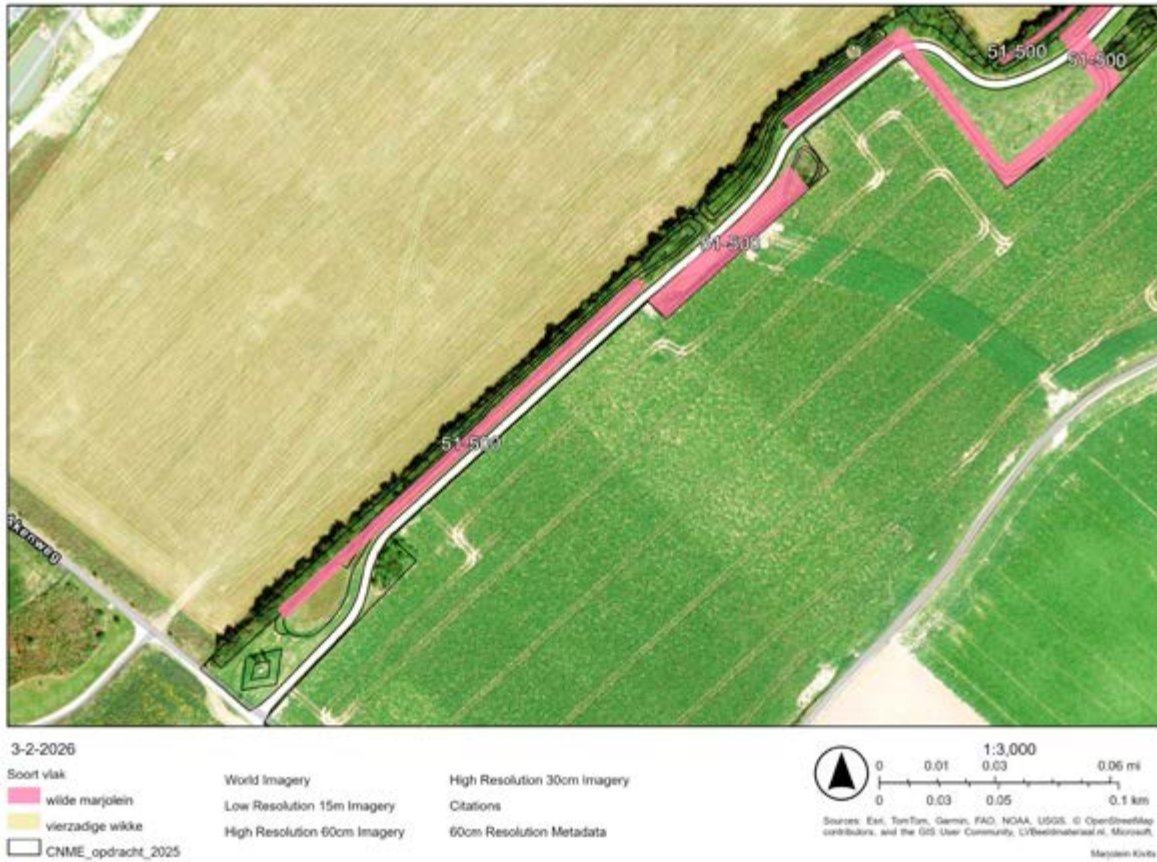 51-500
51-500
51-500
51-500
skenweg
3-2-2026
Soort vlak
wilde marjolein
vierzadige wikke
CNME_opdracht_2025
World Imagery
Low Resolution 15m Imagery
High Resolution 60cm Imagery
High Resolution 30cm Imagery
Citations
60cm Resolution Metadata
1:3,000
0 0.01 0.03 0.06 mi
0 0.03 0.05 0.1 km
Sources: Esri, TomTom, Garmin, FAO, NOAA, USGS, © OpenStreetMap
contributors, and the GIS User Community, LVBeeldmateriaal.nl, Microsoft,
Marjolein Kivits